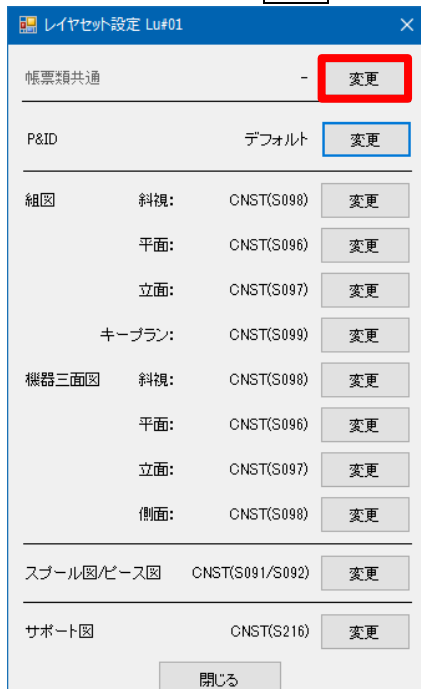 レイヤセット設定 Lu#01
帳票類共通 - 変更
P&ID デフォルト 変更
組図 斜視: CNST(S098) 変更
平面: CNST(S096) 変更
立面: CNST(S097) 変更
キープラン: CNST(S099) 変更
機器三面図 斜視: CNST(S098) 変更
平面: CNST(S096) 変更
立面: CNST(S097) 変更
側面: CNST(S098) 変更
スプール図/ピース図 CNST(S091/S092) 変更
サポート図 CNST(S216) 変更
閉じる